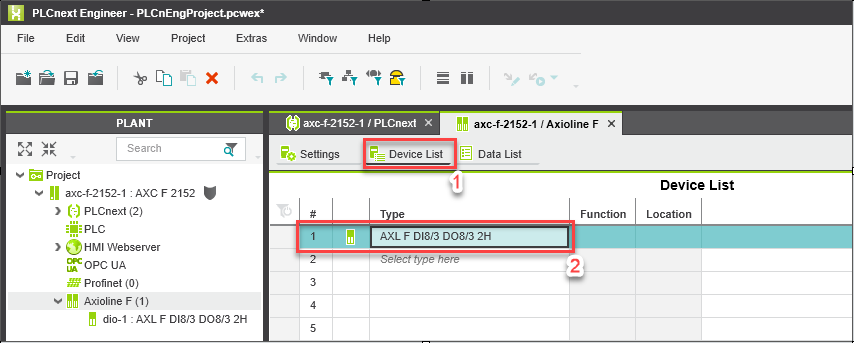 PLCnext Engineer - PLCnEngProject.pcwex*
File Edit View Project Extras Window Help
PLANT
axc-f-2152-1 / PLCnext
axc-f-2152-1 / Axioline F
Search
Settings
Device List
Data List
1
Device List
Project
axc-f-2152-1 : AXC F 2152
PLCnext (2)
PLC
HMI Webserver
OPC UA
OPC UA
Profinet (0)
Axioline F (1)
dio-1 : AXL F DI8/3 DO8/3 2H
# Type Function Location
1 AXL F DI8/3 DO8/3 2H
2 Select type here
2
3
4
5